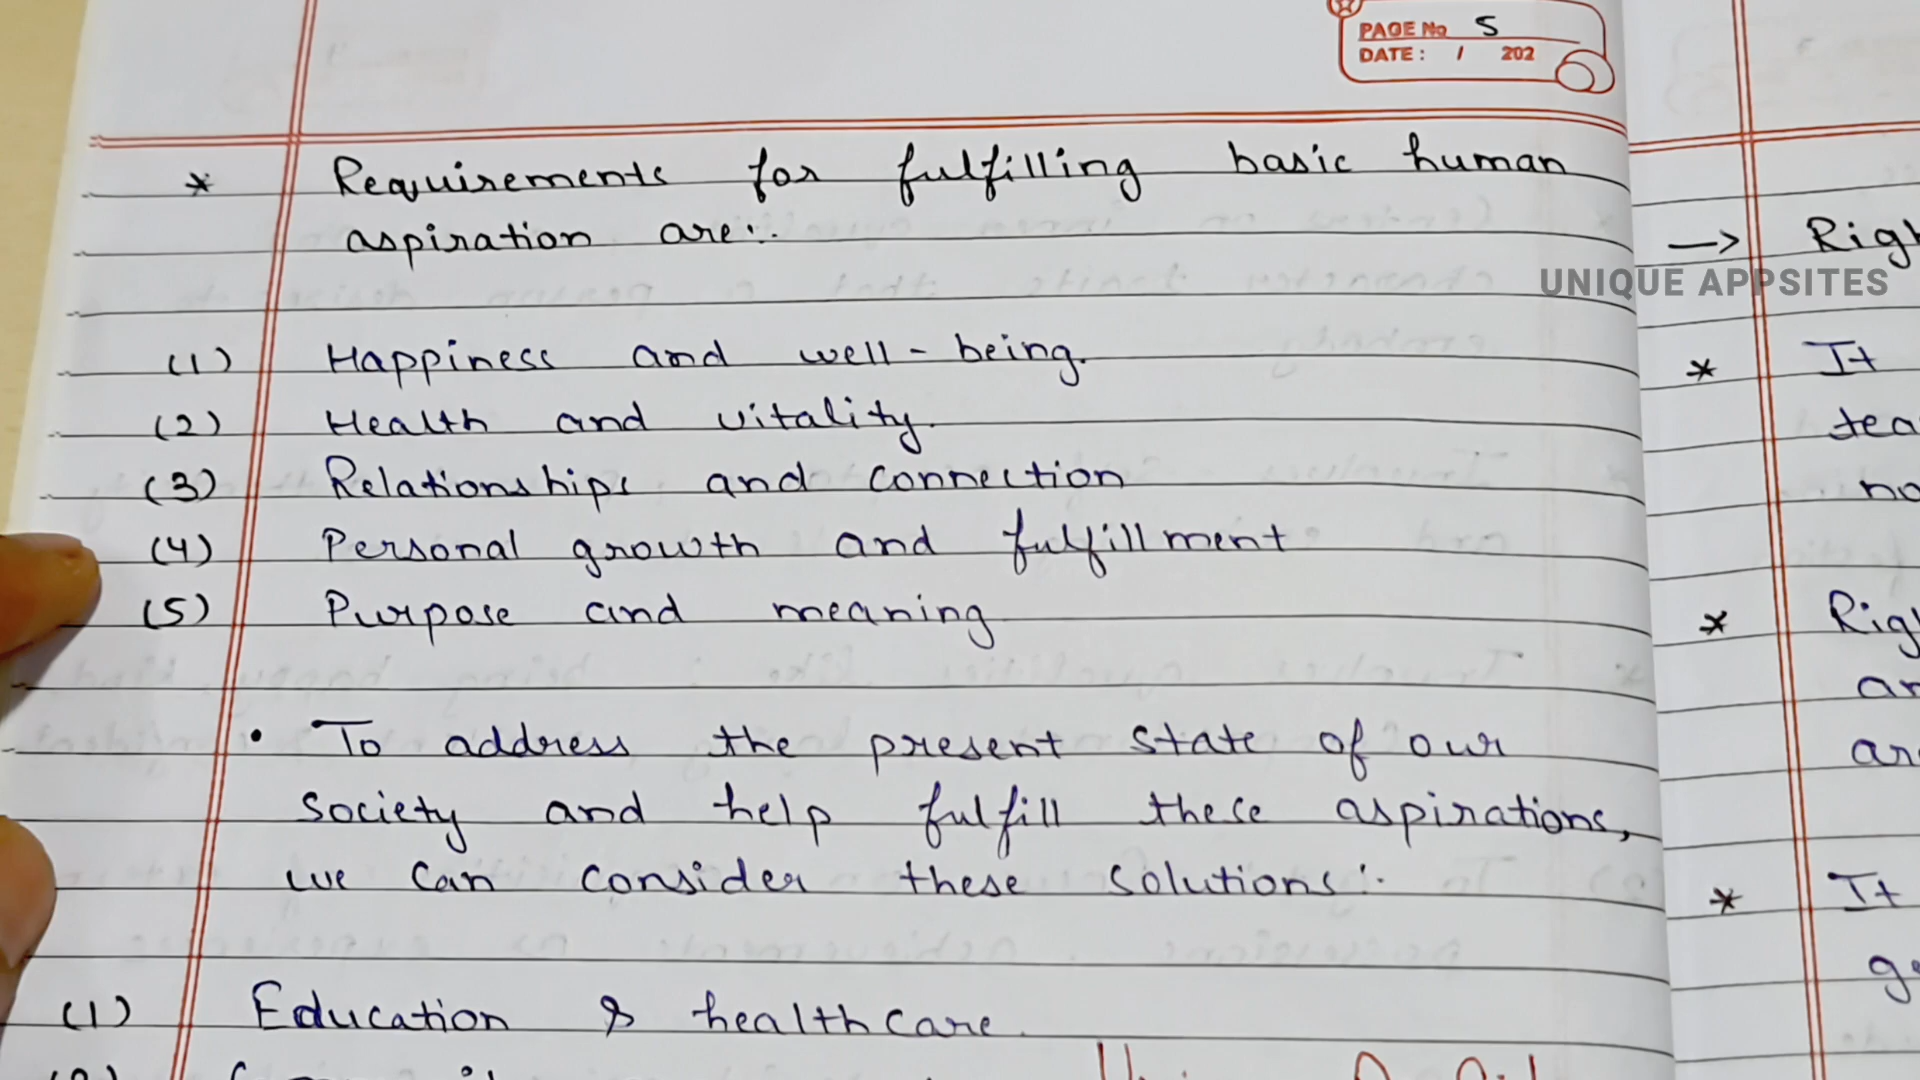 PAGE No 5
DATE: / 202
* Requirements for fulfilling basic human
aspiration are:-
(1) Happiness and well-being.
(2) Health and vitality.
(3) Relationships and connection
(4) Personal growth and fulfillment
(5) Purpose and meaning
• To address the present state of our
society and help fulfill these aspirations,
we can consider these solutions:-
(1) Education & healthcare.
UNIQUE APPSITES
→
* It
*
* It